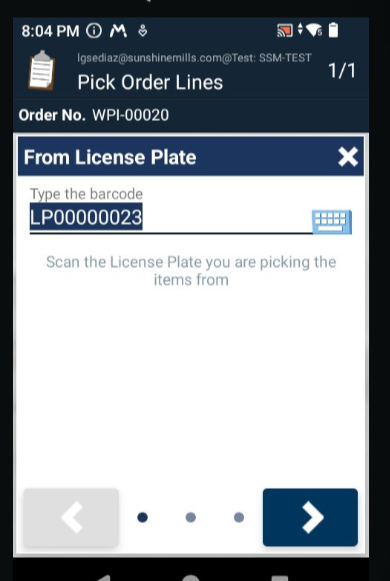 8:04 PM
lgsediaz@sunshinemills.com@Test: SSM-TEST
Pick Order Lines
1/1
Order No. WPI-00020
From License Plate
Type the barcode
LP00000023
Scan the License Plate you are picking the
items from